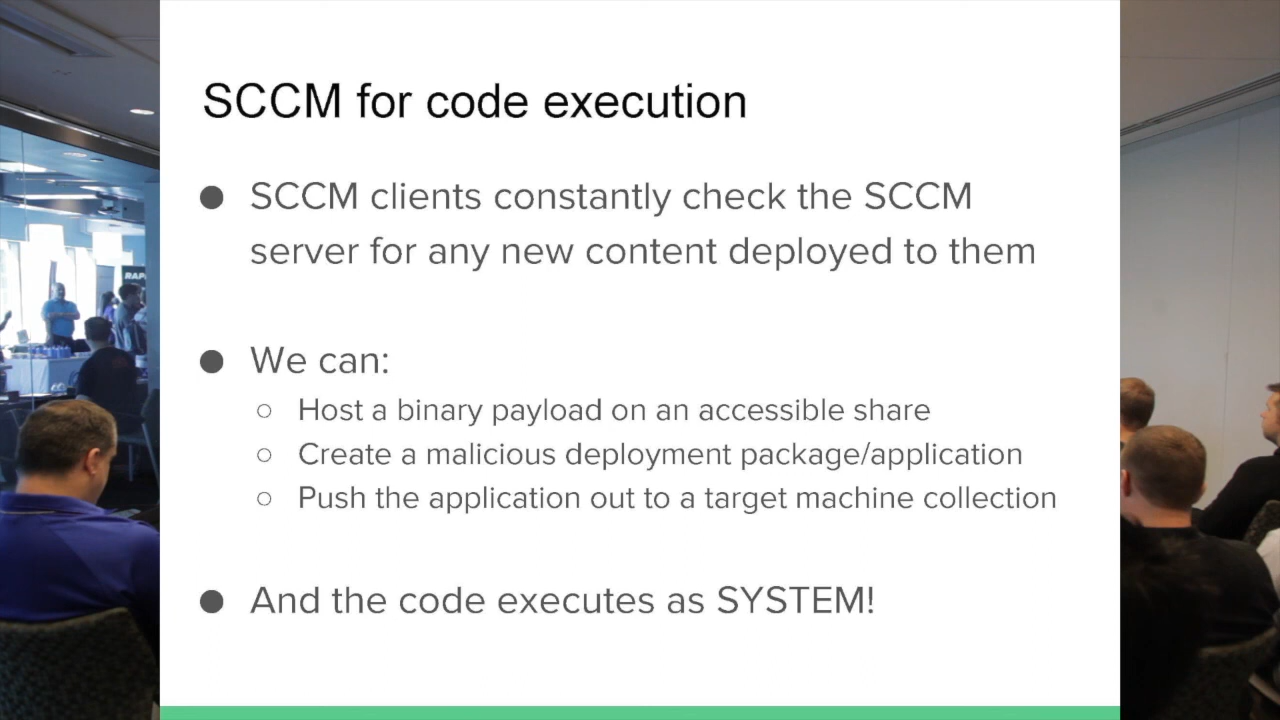 SCCM for code execution
● SCCM clients constantly check the SCCM
server for any new content deployed to them
● We can:
○ Host a binary payload on an accessible share
○ Create a malicious deployment package/application
○ Push the application out to a target machine collection
● And the code executes as SYSTEM!
RAP